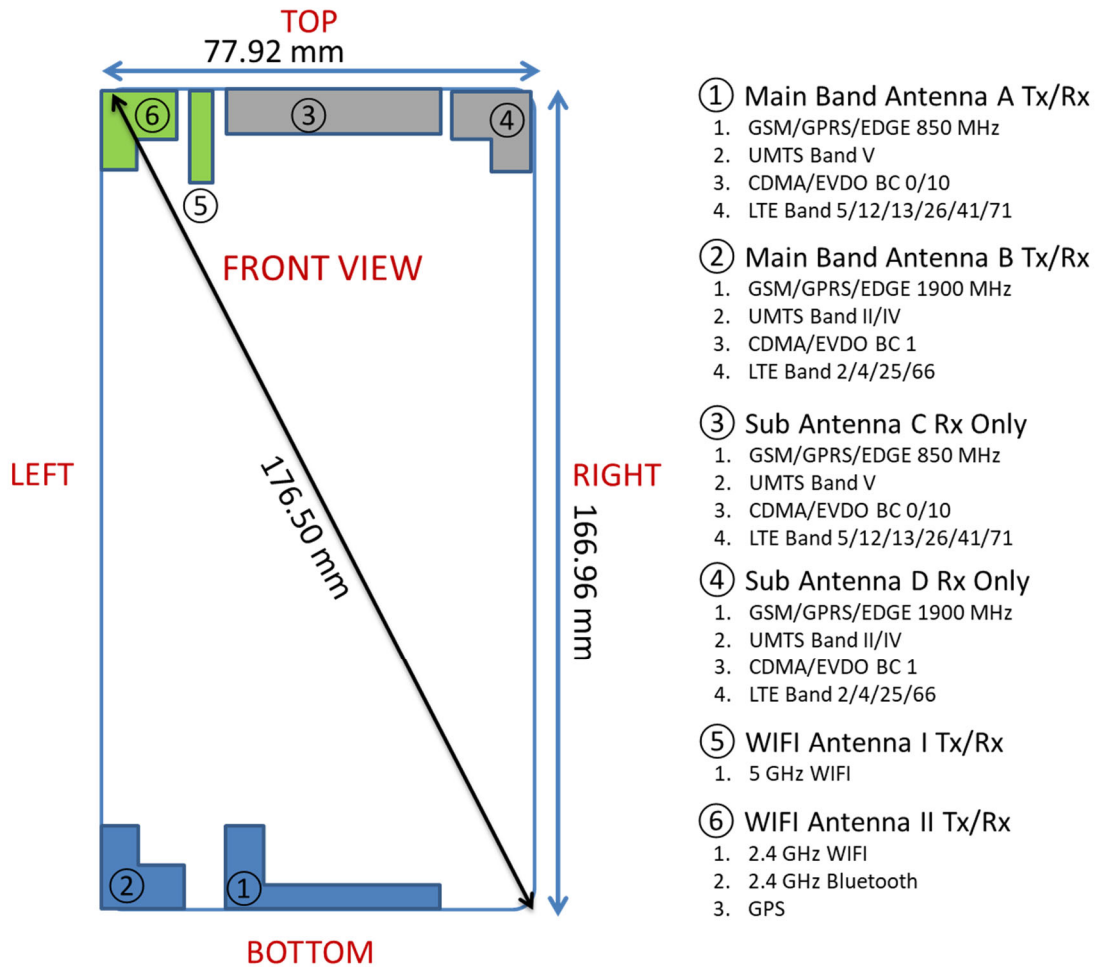 TOP
77.92 mm
⑥
③
④
⑤
FRONT VIEW
LEFT
176.50 mm
RIGHT
166.96 mm
②
①
BOTTOM
① Main Band Antenna A Tx/Rx
1. GSM/GPRS/EDGE 850 MHz
2. UMTS Band V
3. CDMA/EVDO BC 0/10
4. LTE Band 5/12/13/26/41/71
② Main Band Antenna B Tx/Rx
1. GSM/GPRS/EDGE 1900 MHz
2. UMTS Band II/IV
3. CDMA/EVDO BC 1
4. LTE Band 2/4/25/66
③ Sub Antenna C Rx Only
1. GSM/GPRS/EDGE 850 MHz
2. UMTS Band V
3. CDMA/EVDO BC 0/10
4. LTE Band 5/12/13/26/41/71
④ Sub Antenna D Rx Only
1. GSM/GPRS/EDGE 1900 MHz
2. UMTS Band II/IV
3. CDMA/EVDO BC 1
4. LTE Band 2/4/25/66
⑤ WIFI Antenna I Tx/Rx
1. 5 GHz WIFI
⑥ WIFI Antenna II Tx/Rx
1. 2.4 GHz WIFI
2. 2.4 GHz Bluetooth
3. GPS